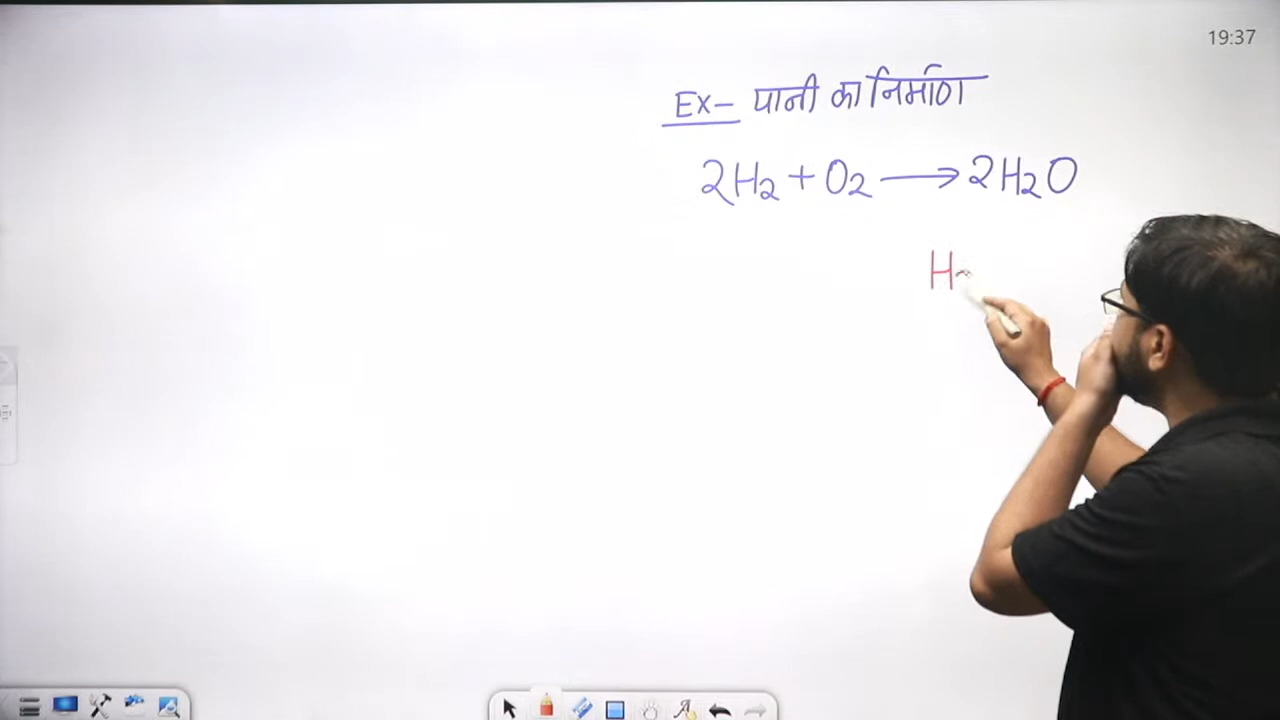 19:37
Ex- पानी का निर्माण
2H₂ + O₂ ⟶ 2H₂O
H